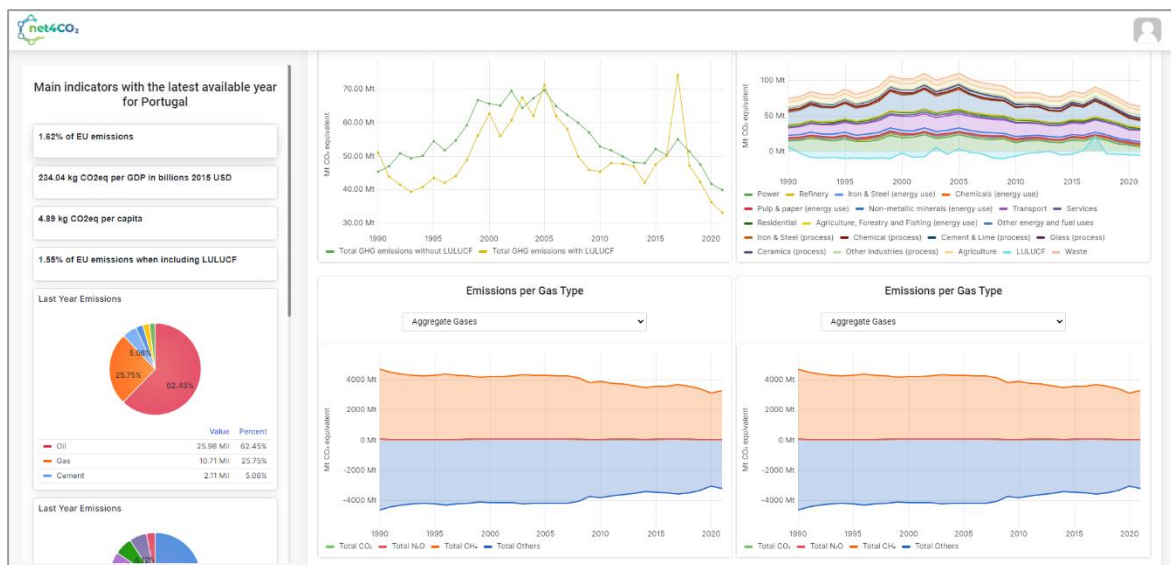 net4CO₂
Main indicators with the latest available year
for Portugal
1.62% of EU emissions
234.04 kg CO2eq per GDP in billions 2015 USD
4.89 kg CO2eq per capita
1.55% of EU emissions when including LULUCF
Last Year Emissions
5.06%
25.75%
62.45%
Value Percent
Oil 25.98 Mil 62.45%
Gas 10.71 Mil 25.75%
Cement 2.11 Mil 5.06%
Last Year Emissions
Mt CO₂ equivalent
70.00 Mt
60.00 Mt
50.00 Mt
40.00 Mt
30.00 Mt
1990 1995 2000 2005 2010 2015 2020
Total GHG emissions without LULUCF Total GHG emissions with LULUCF
Mt CO₂ equivalent
100 Mt
50 Mt
0 Mt
1990 1995 2000 2005 2010 2015 2020
Power Refinery Iron & Steel (energy use) Chemicals (energy use)
Pulp & paper (energy use) Non-metallic minerals (energy use) Transport Services
Residential Agriculture, Forestry and Fishing (energy use) Other energy and fuel uses
Iron & Steel (process) Chemical (process) Cement & Lime (process) Glass (process)
Ceramics (process) Other Industries (process) Agriculture LULUCF Waste
Emissions per Gas Type
Aggregate Gases
Mt CO₂ equivalent
4000 Mt
2000 Mt
0 Mt
-2000 Mt
-4000 Mt
1990 1995 2000 2005 2010 2015 2020
Total CO₂ Total N₂O Total CH₄ Total Others
Emissions per Gas Type
Aggregate Gases
Mt CO₂ equivalent
4000 Mt
2000 Mt
0 Mt
-2000 Mt
-4000 Mt
1990 1995 2000 2005 2010 2015 2020
Total CO₂ Total N₂O Total CH₄ Total Others